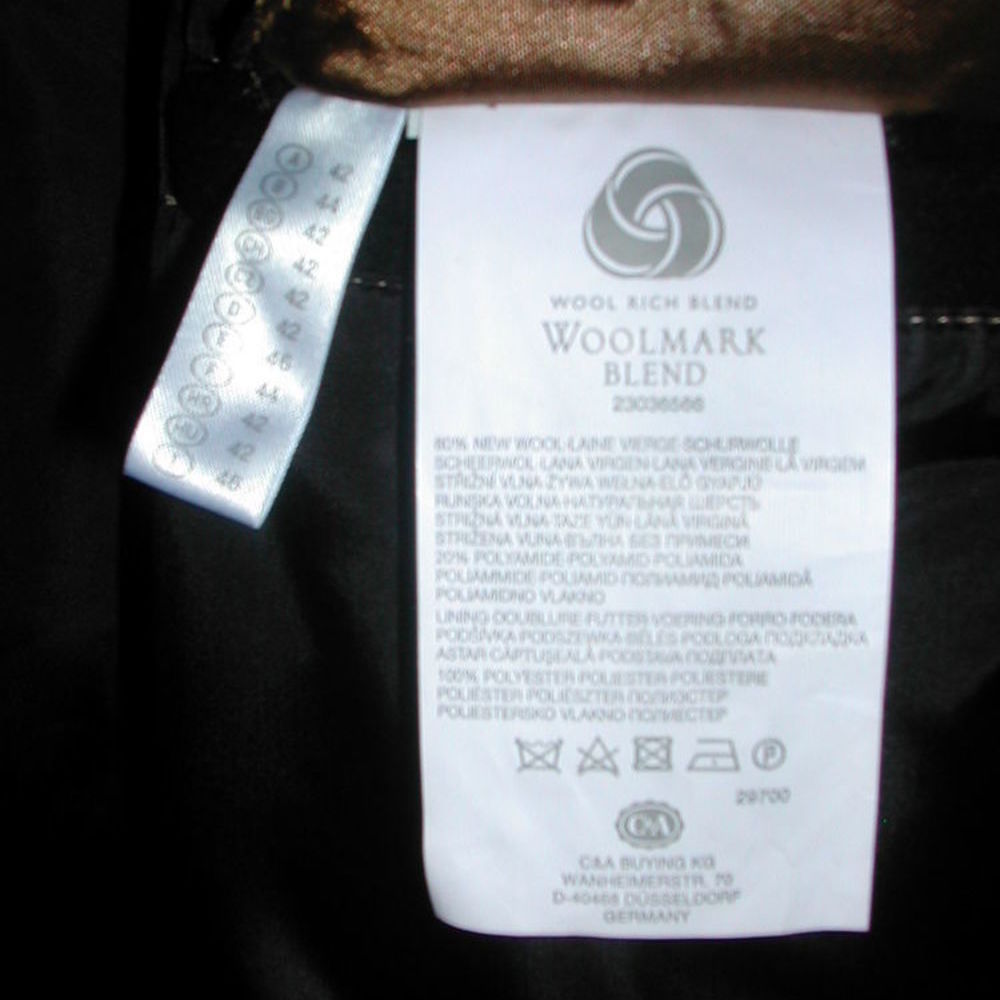 A 42
B 44
42
42
42
D 42
46
F 44
42
42
46
WOOL RICH BLEND
WOOLMARK
BLEND
23036566
80% NEW WOOL-LAINE VIERGE-SCHURWOLLE
SCHEERWOL-LANA VIRGEN-LANA VERGINE-LÃ VIRGEM
STŘIŽNÍ VLNA-ŻYWA WEŁNA-ÉLŐ GYAPJÚ
RUNSKA VOLNA-НАТУРАЛЬНАЯ ШЕРСТЬ
STRIŽNÁ VLNA-TAZE YÜN-LÂNĂ VIRGINĂ
STRIŽENA VUNA-ВЪЛНА БЕЗ ПРИМЕСИ
20% POLYAMIDE-POLYAMID-POLIAMIDA
POLIAMMIDE-POLIAMID-ПОЛИАМИД-POLIAMIDĂ
POLIAMIDNO VLAKNO
LINING-DOUBLURE-FUTTER-VOERING-FORRO-FODERA
PODŠÍVKA-PODSZEWKA-BÉLÉS-PODLOGA-ПОДКЛАДКА
ASTAR-CĂPTUŞEALĂ-PODSTAVA-ПОДПЛАТА
100% POLYESTER-POLIESTER-POLIESTERE
POLIÉSTER-POLIÉSZTER-ПОЛИЭСТЕР
POLIESTERSKO VLAKNO-ПОЛИЕСТЕР
P
29700
C&A
C&A BUYING KG
WANHEIMERSTR. 70
D-40468 DÜSSELDORF
GERMANY